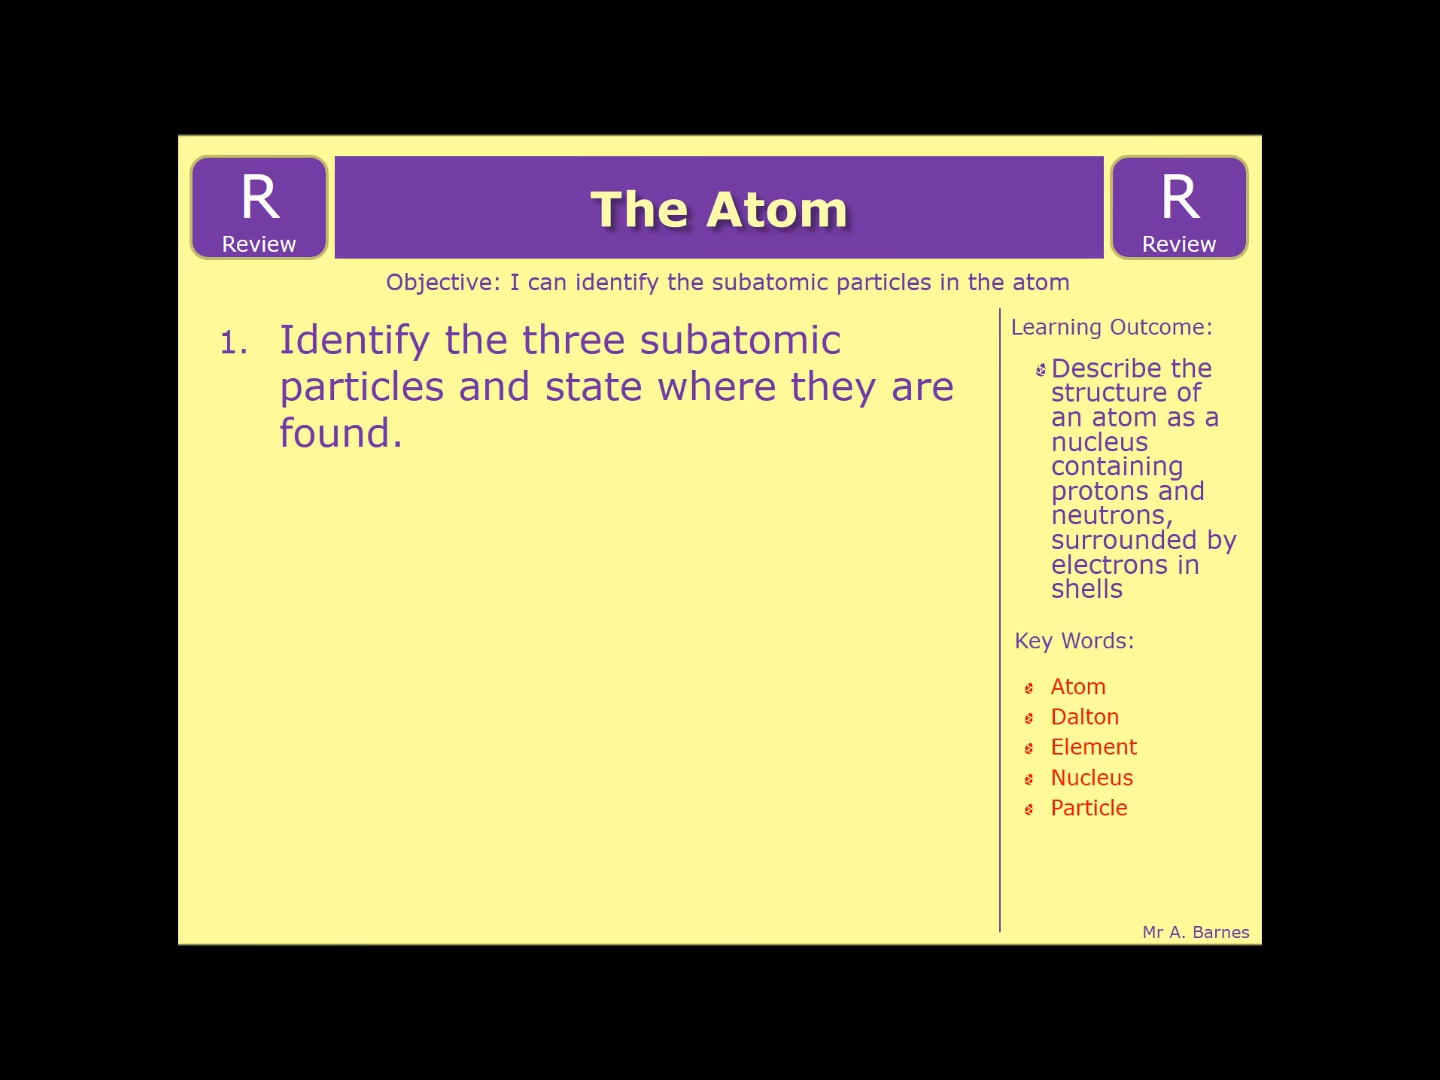 R
Review
The Atom
R
Review
Objective: I can identify the subatomic particles in the atom
1. Identify the three subatomic
particles and state where they are
found.
Learning Outcome:
Describe the
structure of
an atom as a
nucleus
containing
protons and
neutrons,
surrounded by
electrons in
shells
Key Words:
Atom
Dalton
Element
Nucleus
Particle
Mr A. Barnes